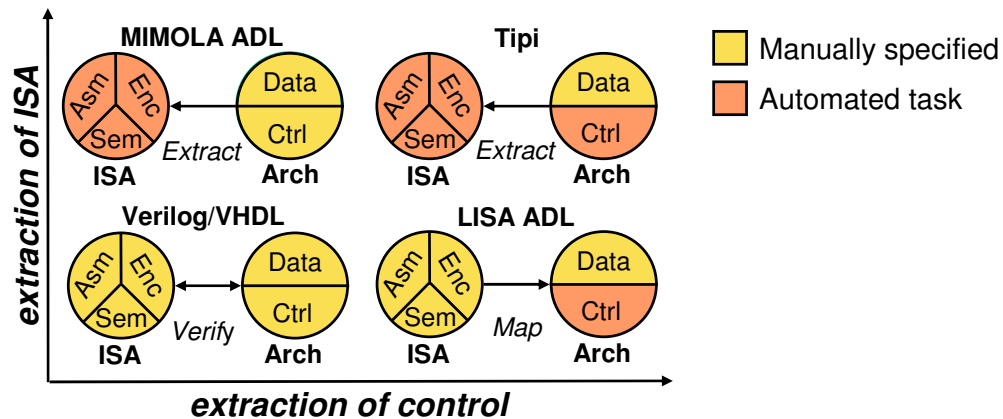 MIMOLA ADL
Asm
Enc
Sem
ISA
Extract
Data
Ctrl
Arch
Tipi
Asm
Enc
Sem
ISA
Extract
Data
Ctrl
Arch
Manually specified
Automated task
Verilog/VHDL
Asm
Enc
Sem
ISA
Verify
Data
Ctrl
Arch
LISA ADL
Asm
Enc
Sem
ISA
Map
Data
Ctrl
Arch
extraction of ISA
extraction of control